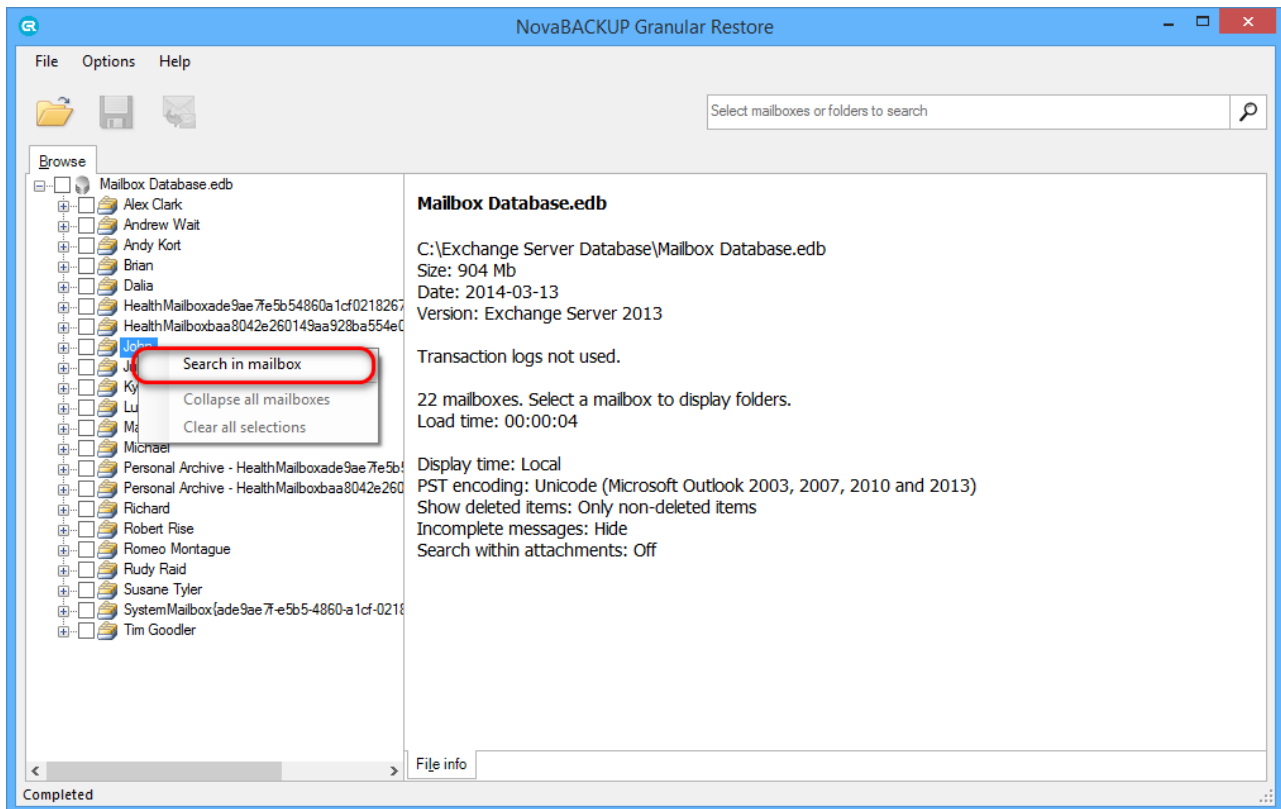 NovaBACKUP Granular Restore
File Options Help
Select mailboxes or folders to search
Browse
Mailbox Database.edb
Alex Clark
Andrew Wait
Andy Kort
Brian
Dalia
HealthMailboxade9ae7fe5b54860a1cf0218267
HealthMailboxbaa8042e260149aa928ba554e0
John
Search in mailbox
Ky
Collapse all mailboxes
Lu
Ma
Clear all selections
Michael
Personal Archive - HealthMailboxade9ae7fe5b5
Personal Archive - HealthMailboxbaa8042e260
Richard
Robert Rise
Romeo Montague
Rudy Raid
Susane Tyler
SystemMailbox{ade9ae7f-e5b5-4860-a1cf-0218
Tim Goodler
Mailbox Database.edb
C:\Exchange Server Database\Mailbox Database.edb
Size: 904 Mb
Date: 2014-03-13
Version: Exchange Server 2013
Transaction logs not used.
22 mailboxes. Select a mailbox to display folders.
Load time: 00:00:04
Display time: Local
PST encoding: Unicode (Microsoft Outlook 2003, 2007, 2010 and 2013)
Show deleted items: Only non-deleted items
Incomplete messages: Hide
Search within attachments: Off
File info
Completed